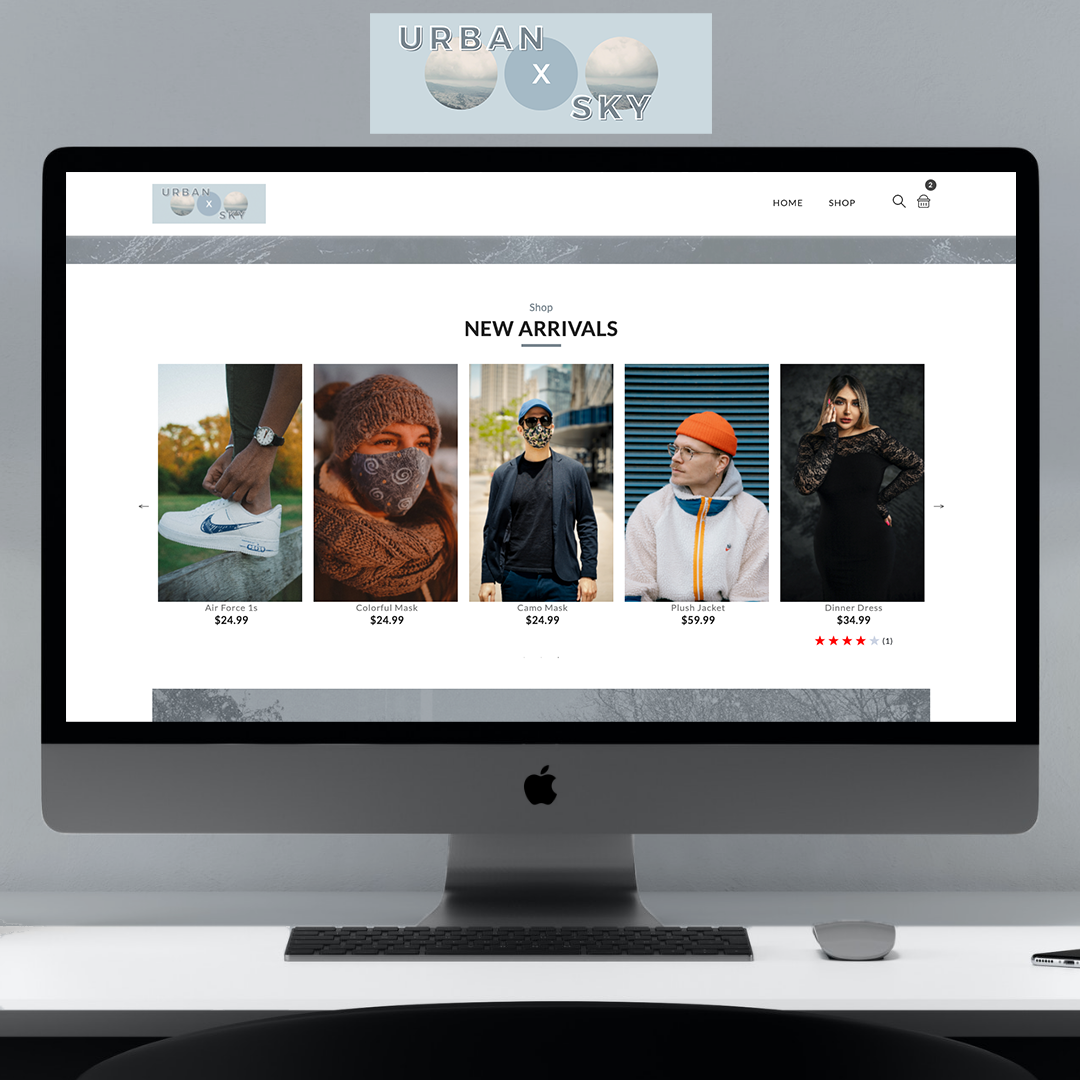 URBAN
X
SKY
URBAN
X
SKY
HOME SHOP
2
Shop
NEW ARRIVALS
Air Force 1s
$24.99
Colorful Mask
$24.99
Camo Mask
$24.99
Plush Jacket
$59.99
Dinner Dress
$34.99
(1)